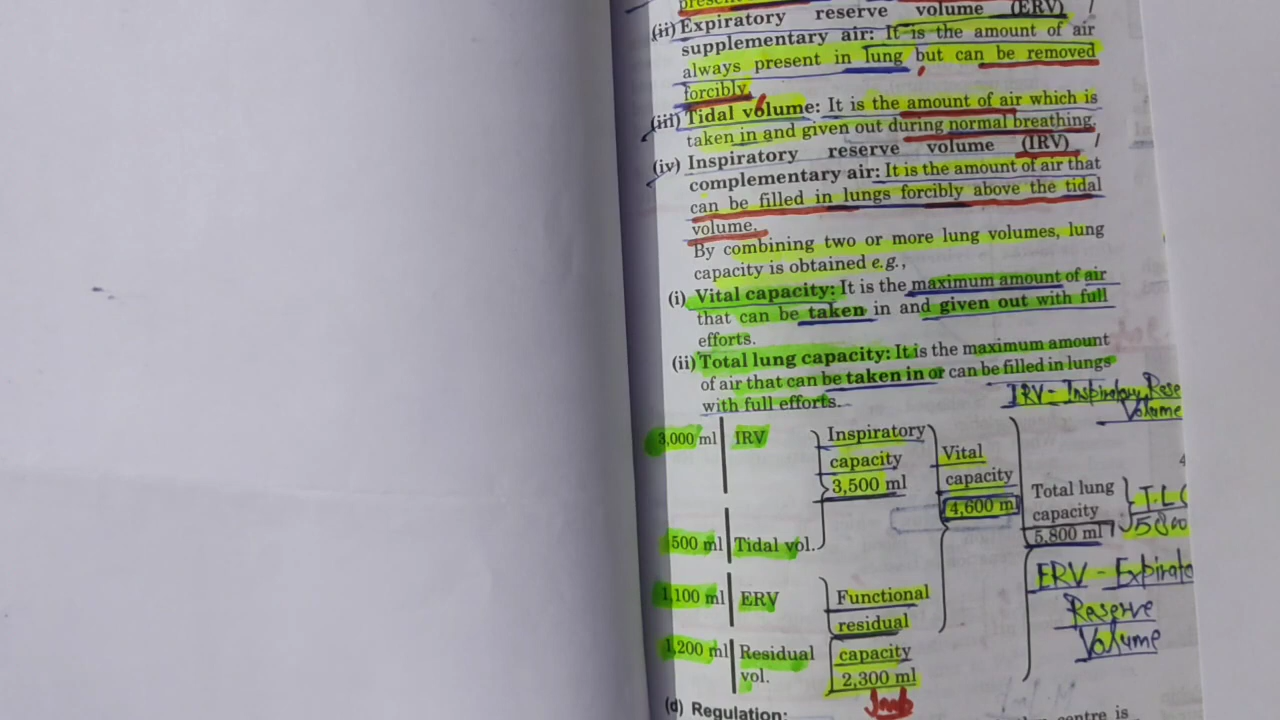 present
(ii) Expiratory reserve volume (ERV) /
supplementary air: It is the amount of air
always present in lung but can be removed
forcibly.
(iii) Tidal volume: It is the amount of air which is
taken in and given out during normal breathing.
(iv) Inspiratory reserve volume (IRV) /
complementary air: It is the amount of air that
can be filled in lungs forcibly above the tidal
volume.
By combining two or more lung volumes, lung
capacity is obtained e.g.,
(i) Vital capacity: It is the maximum amount of air
that can be taken in and given out with full
efforts.
(ii) Total lung capacity: It is the maximum amount
of air that can be taken in or can be filled in lungs
with full efforts.
IRV - Inspiratory Rese
Volume
3,000 ml IRV
Inspiratory
capacity
3,500 ml
Vital
capacity
4,600 m
Total lung
capacity
5,800 ml
T.L.C
580
500 ml Tidal vol.
1,100 ml ERV
Functional
residual
capacity
2,300 ml
1,200 ml Residual
vol.
ERV - Expirato
Reserve
Volume
(d) Regulation:
centre is